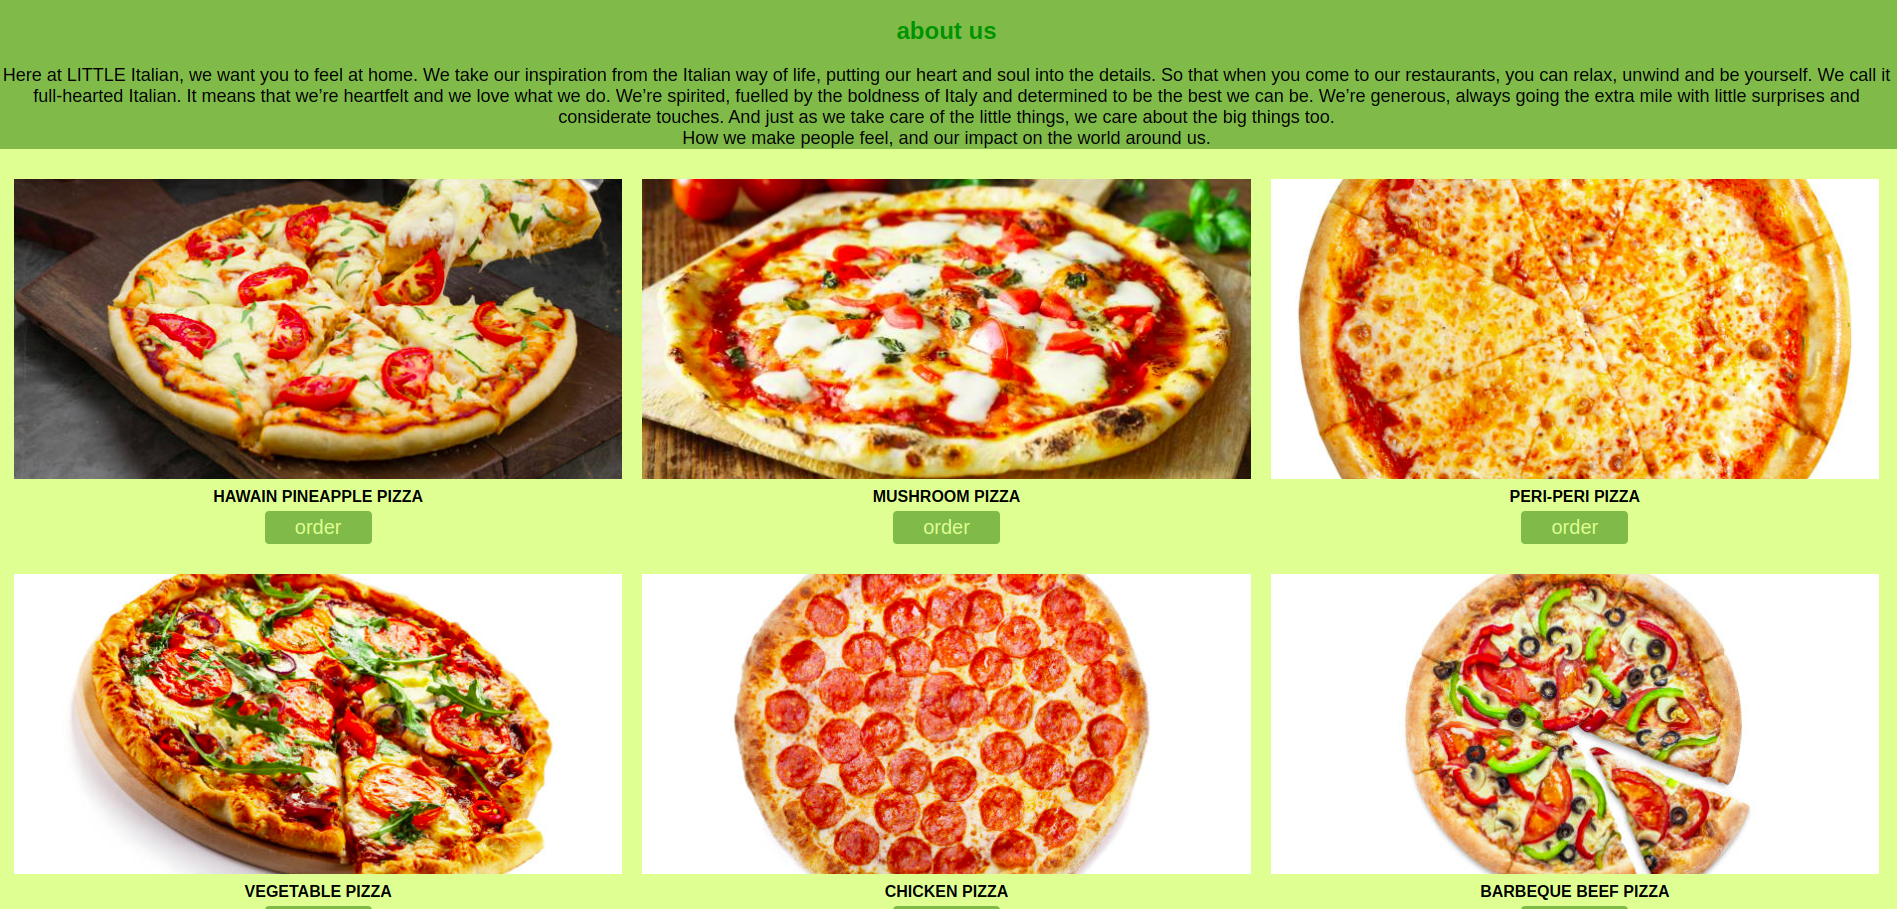 about us
Here at LITTLE Italian, we want you to feel at home. We take our inspiration from the Italian way of life, putting our heart and soul into the details. So that when you come to our restaurants, you can relax, unwind and be yourself. We call it
full-hearted Italian. It means that we’re heartfelt and we love what we do. We’re spirited, fuelled by the boldness of Italy and determined to be the best we can be. We’re generous, always going the extra mile with little surprises and
considerate touches. And just as we take care of the little things, we care about the big things too.
How we make people feel, and our impact on the world around us.
HAWAIN PINEAPPLE PIZZA
MUSHROOM PIZZA
PERI-PERI PIZZA
order
order
order
VEGETABLE PIZZA
CHICKEN PIZZA
BARBEQUE BEEF PIZZA